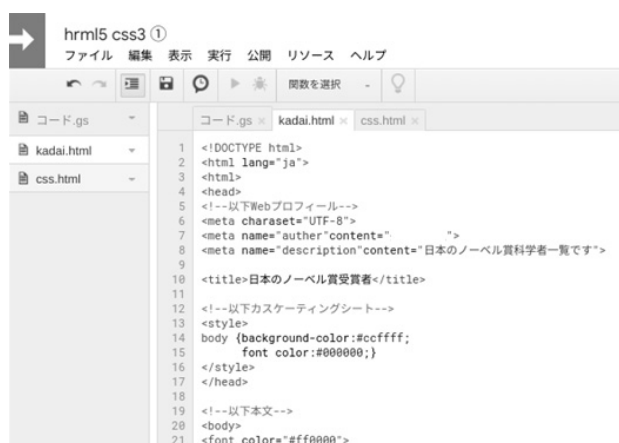 hrml5 css3 ①
ファイル 編集 表示 実行 公開 リソース ヘルプ
関数を選択
コード.gs
kadai.html
css.html
コード.gs × kadai.html × css.html ×
1 <!DOCTYPE html>
2 <html lang="ja">
3 <html>
4 <head>
5 <!--以下Webプロフィール-->
6 <meta charaset="UTF-8">
7 <meta name="auther"content=" ">
8 <meta name="description"content="日本のノーベル賞科学者一覧です">
9
10 <title>日本のノーベル賞受賞者</title>
11
12 <!--以下カスケーティングシート-->
13 <style>
14 body {background-color:#ccffff;
15 font color:#000000;}
16 </style>
17 </head>
18
19 <!--以下本文-->
20 <body>
21 <font color="#ff0000">